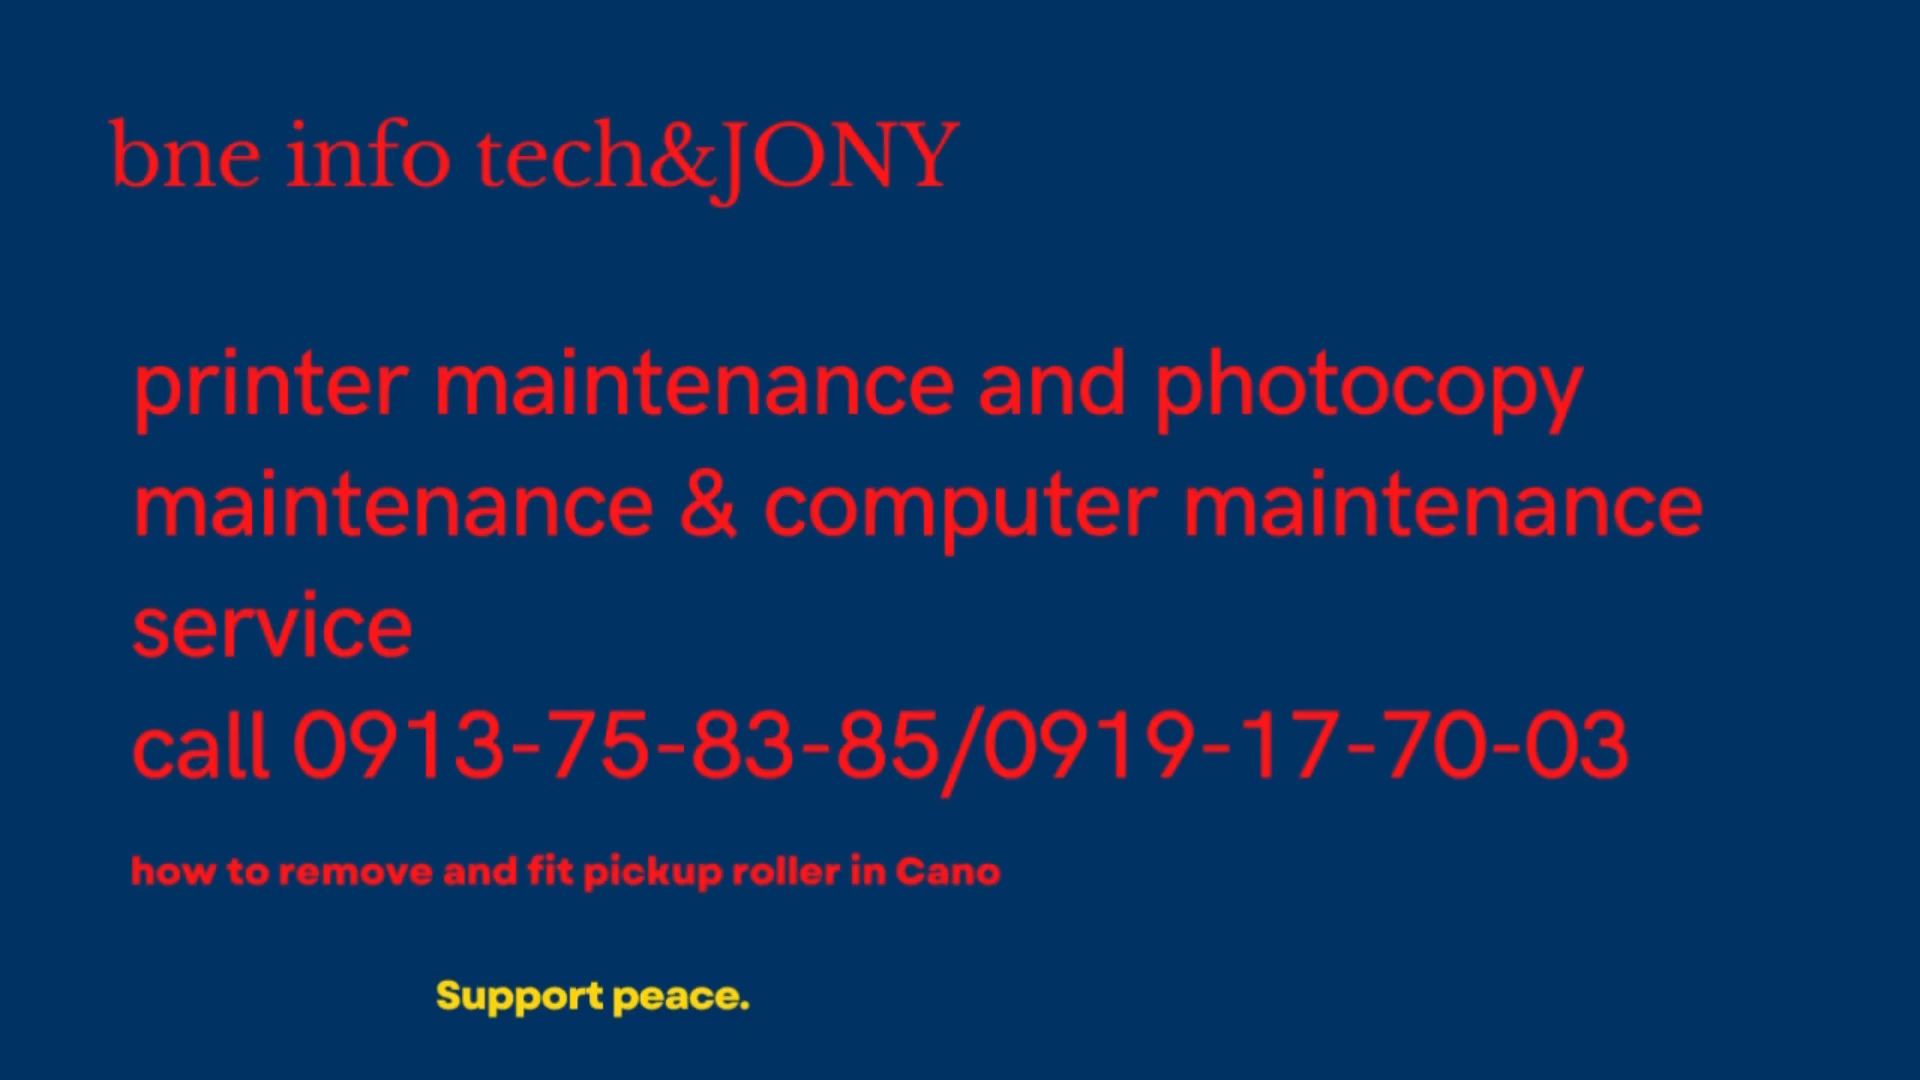 bne info tech&JONY
printer maintenance and photocopy
maintenance & computer maintenance
service
call 0913-75-83-85/0919-17-70-03
how to remove and fit pickup roller in Cano
Support peace.